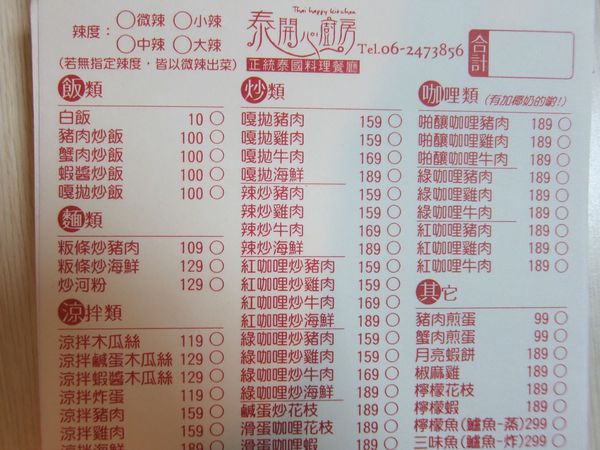 辣度：
○微辣 ○小辣
○中辣 ○大辣
(若無指定辣度，皆以微辣出菜)
Thai happy kitchen
泰開心廚房
正統泰國料理餐廳
Tel.06-2473856
合計
飯類
白飯 10 ○
豬肉炒飯 100 ○
蟹肉炒飯 100 ○
蝦醬炒飯 100 ○
嘎拋炒飯 100 ○
麵類
粄條炒豬肉 109 ○
粄條炒海鮮 129 ○
炒河粉 129 ○
涼拌類
涼拌木瓜絲 119 ○
涼拌鹹蛋木瓜絲 129 ○
涼拌蝦醬木瓜絲 129 ○
涼拌炸蛋 119 ○
涼拌豬肉 159 ○
涼拌雞肉 159 ○
涼拌牛肉 169 ○
炒類
嘎拋豬肉 159 ○
嘎拋雞肉 159 ○
嘎拋牛肉 169 ○
嘎拋海鮮 189 ○
辣炒豬肉 159 ○
辣炒雞肉 159 ○
辣炒牛肉 169 ○
辣炒海鮮 189 ○
紅咖哩炒豬肉 159 ○
紅咖哩炒雞肉 159 ○
紅咖哩炒牛肉 169 ○
紅咖哩炒海鮮 189 ○
綠咖哩炒豬肉 159 ○
綠咖哩炒雞肉 159 ○
綠咖哩炒牛肉 169 ○
綠咖哩炒海鮮 189 ○
鹹蛋炒花枝 189 ○
滑蛋咖哩花枝 189 ○
滑蛋咖哩蝦 189 ○
咖哩類 (有加椰奶的喲!)
啪釀咖哩豬肉 189 ○
啪釀咖哩雞肉 189 ○
啪釀咖哩牛肉 189 ○
綠咖哩豬肉 189 ○
綠咖哩雞肉 189 ○
綠咖哩牛肉 189 ○
紅咖哩豬肉 189 ○
紅咖哩雞肉 189 ○
紅咖哩牛肉 189 ○
其它
豬肉煎蛋 99 ○
蟹肉煎蛋 99 ○
月亮蝦餅 189 ○
椒麻雞 189 ○
檸檬花枝 189 ○
檸檬蝦 189 ○
檸檬魚(鱸魚-蒸)299 ○
三味魚(鱸魚-炸)299 ○